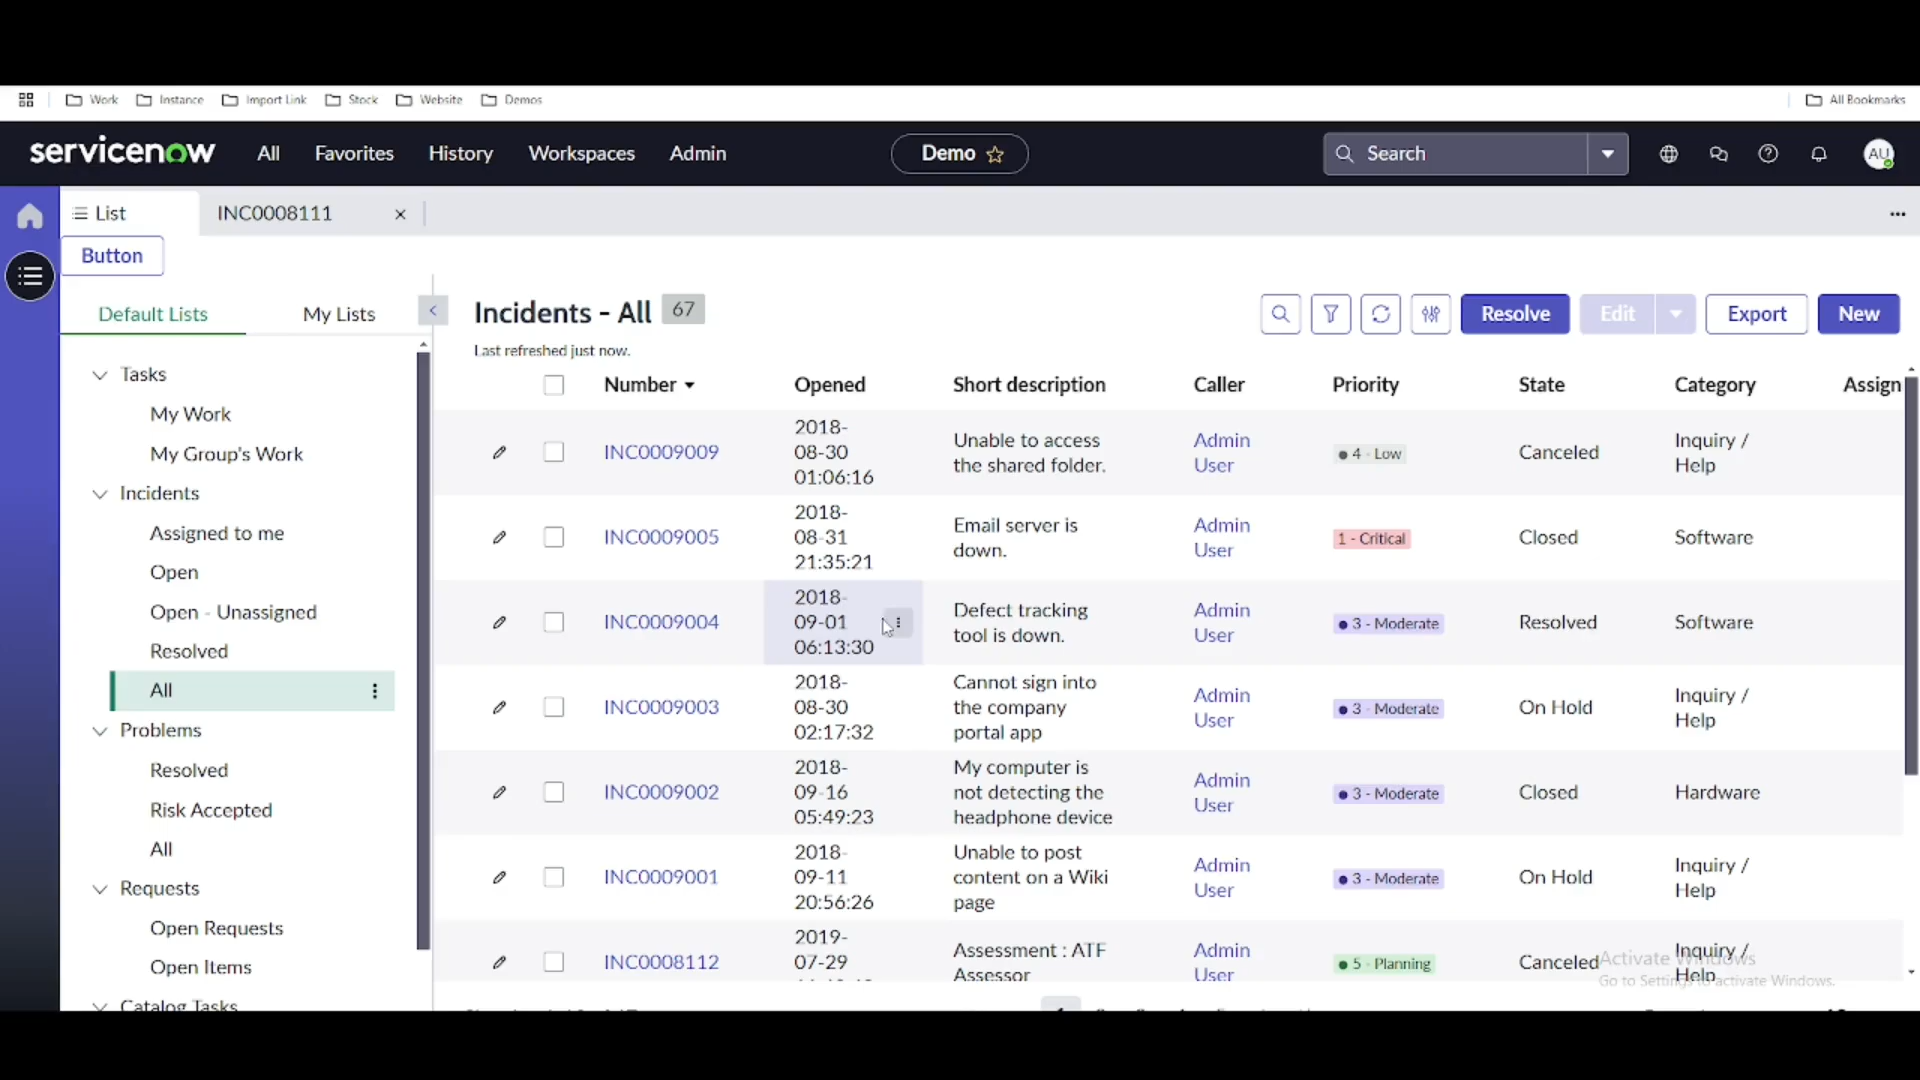 Work Instance Import Link Stock Website Demos All Bookmarks
servicenow All Favorites History Workspaces Admin Demo Search AU
List INC0008111
Button
Default Lists My Lists
Tasks
My Work
My Group's Work
Incidents
Assigned to me
Open
Open - Unassigned
Resolved
All
Problems
Resolved
Risk Accepted
All
Requests
Open Requests
Open Items
Catalog Tasks
Incidents - All 67
Last refreshed just now.
Resolve Edit Export New
Number Opened Short description Caller Priority State Category Assign
INC0009009 2018-08-30 01:06:16 Unable to access the shared folder. Admin User 4 - Low Canceled Inquiry / Help
INC0009005 2018-08-31 21:35:21 Email server is down. Admin User 1 - Critical Closed Software
INC0009004 2018-09-01 06:13:30 Defect tracking tool is down. Admin User 3 - Moderate Resolved Software
INC0009003 2018-08-30 02:17:32 Cannot sign into the company portal app Admin User 3 - Moderate On Hold Inquiry / Help
INC0009002 2018-09-16 05:49:23 My computer is not detecting the headphone device Admin User 3 - Moderate Closed Hardware
INC0009001 2018-09-11 20:56:26 Unable to post content on a Wiki page Admin User 3 - Moderate On Hold Inquiry / Help
INC0008112 2019-07-29 Assessment : ATF Assessor Admin User 5 - Planning Canceled Inquiry / Help
Activate Windows
Go to Settings to activate Windows.